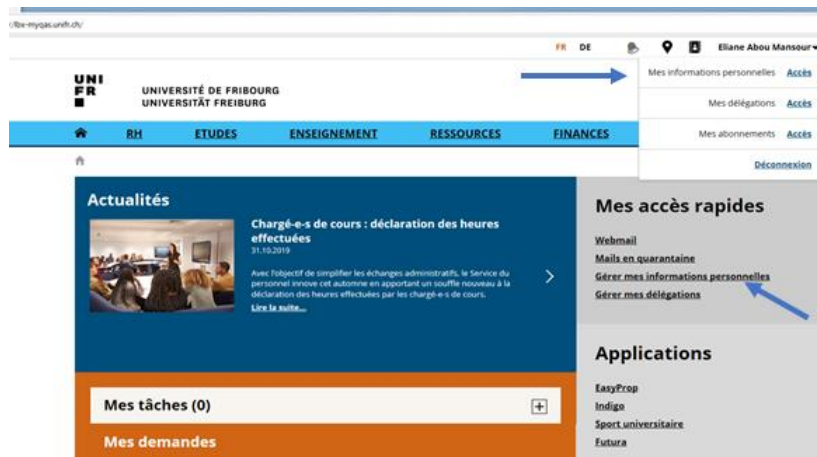 /lbx-myqas.unifr.ch/
FR DE Eliane Abou Mansour
Mes informations personnelles Accès
Mes délégations Accès
Mes abonnements Accès
Déconnexion
UNI
FR
UNIVERSITÉ DE FRIBOURG
UNIVERSITÄT FREIBURG
RH ETUDES ENSEIGNEMENT RESSOURCES FINANCES
Actualités
Chargé-e-s de cours : déclaration des heures
effectuées
31.10.2019
Avec l'objectif de simplifier les échanges administratifs, le Service du
personnel innove cet automne en apportant un souffle nouveau à la
déclaration des heures effectuées par les chargé-e-s de cours.
Lire la suite...
Mes tâches (0)
Mes demandes
Mes accès rapides
Webmail
Mails en quarantaine
Gérer mes informations personnelles
Gérer mes délégations
Applications
EasyProp
Indigo
Sport universitaire
Futura